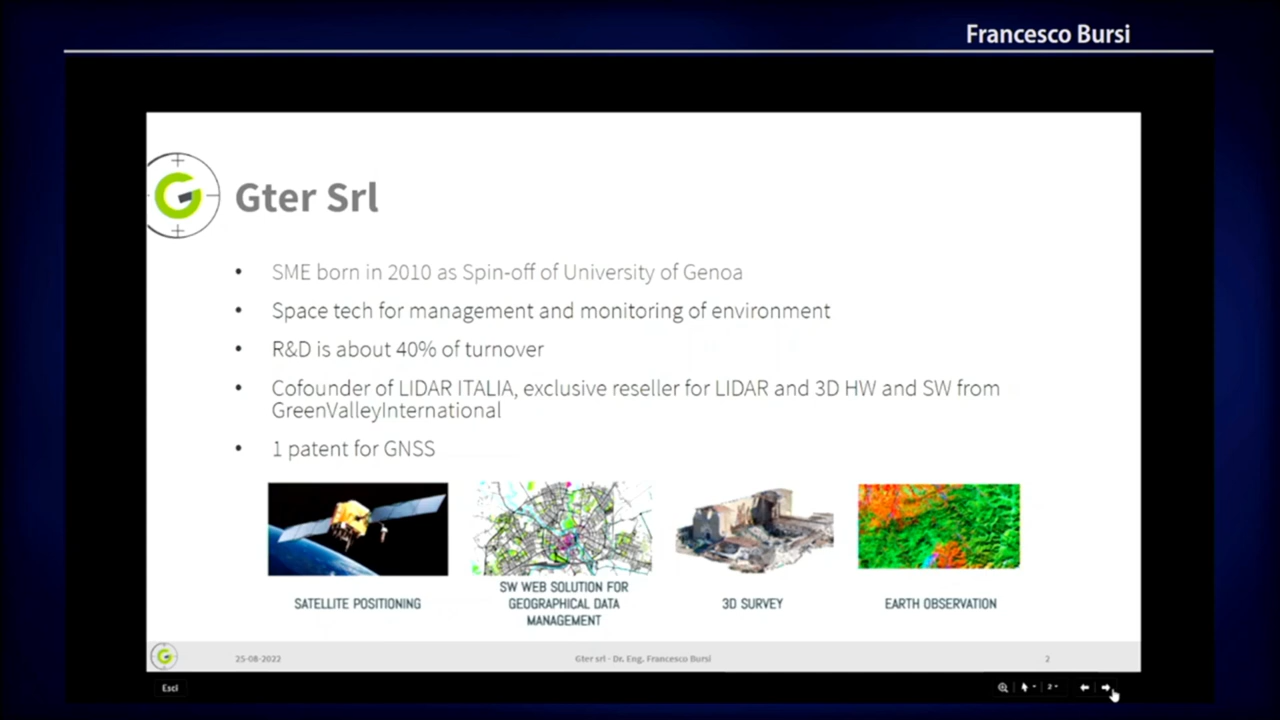 Francesco Bursi
Gter Srl
• SME born in 2010 as Spin-off of University of Genoa
• Space tech for management and monitoring of environment
• R&D is about 40% of turnover
• Cofounder of LIDAR ITALIA, exclusive reseller for LIDAR and 3D HW and SW from
GreenValleyInternational
• 1 patent for GNSS
SATELLITE POSITIONING
SW WEB SOLUTION FOR
GEOGRAPHICAL DATA
MANAGEMENT
3D SURVEY
EARTH OBSERVATION
25-08-2022
Gter srl - Dr. Eng. Francesco Bursi
2
Esci
2